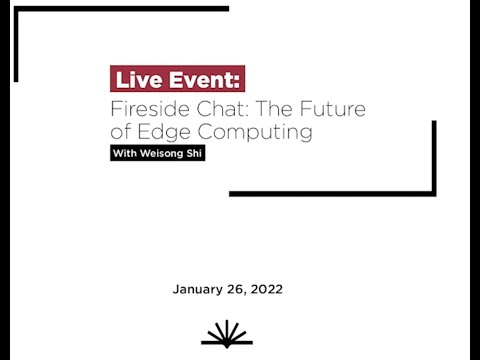 Live Event:
Fireside Chat: The Future
of Edge Computing
With Weisong Shi
January 26, 2022